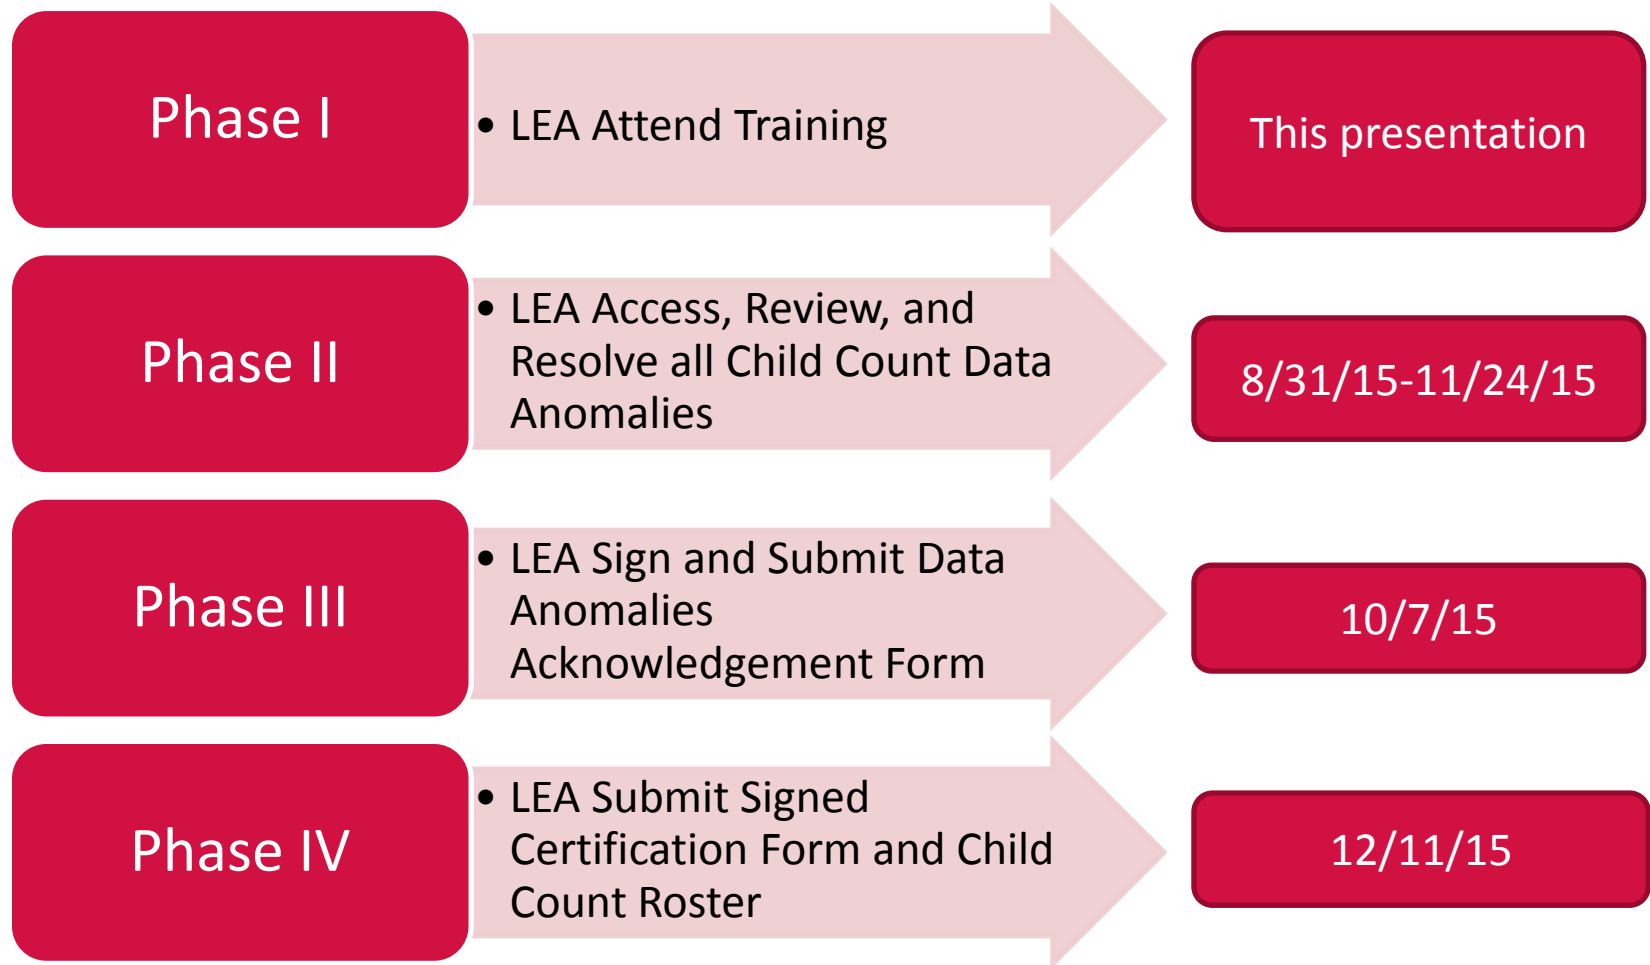 Phase I
• LEA Attend Training
This presentation
Phase II
• LEA Access, Review, and
Resolve all Child Count Data
Anomalies
8/31/15-11/24/15
Phase III
• LEA Sign and Submit Data
Anomalies
Acknowledgement Form
10/7/15
Phase IV
• LEA Submit Signed
Certification Form and Child
Count Roster
12/11/15